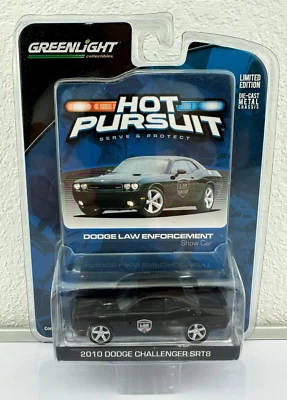 GREENLIGHT
collectibles
LIMITED
EDITION
DIE-CAST
METAL
CHASSIS
HOT
PURSUIT
SERVE & PROTECT
DODGE LAW ENFORCEMENT
Show Car
2010 DODGE CHALLENGER SRT8